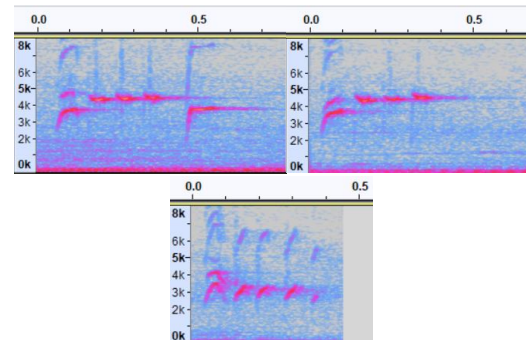 0.0 0.5 0.0 0.5
8k 8k
6k- 6k-
5k- 5k-
4k- 4k-
3k- 3k-
2k- 2k-
0k 0k
0.0 0.5
8k
6k-
5k-
4k-
3k-
2k-
0k